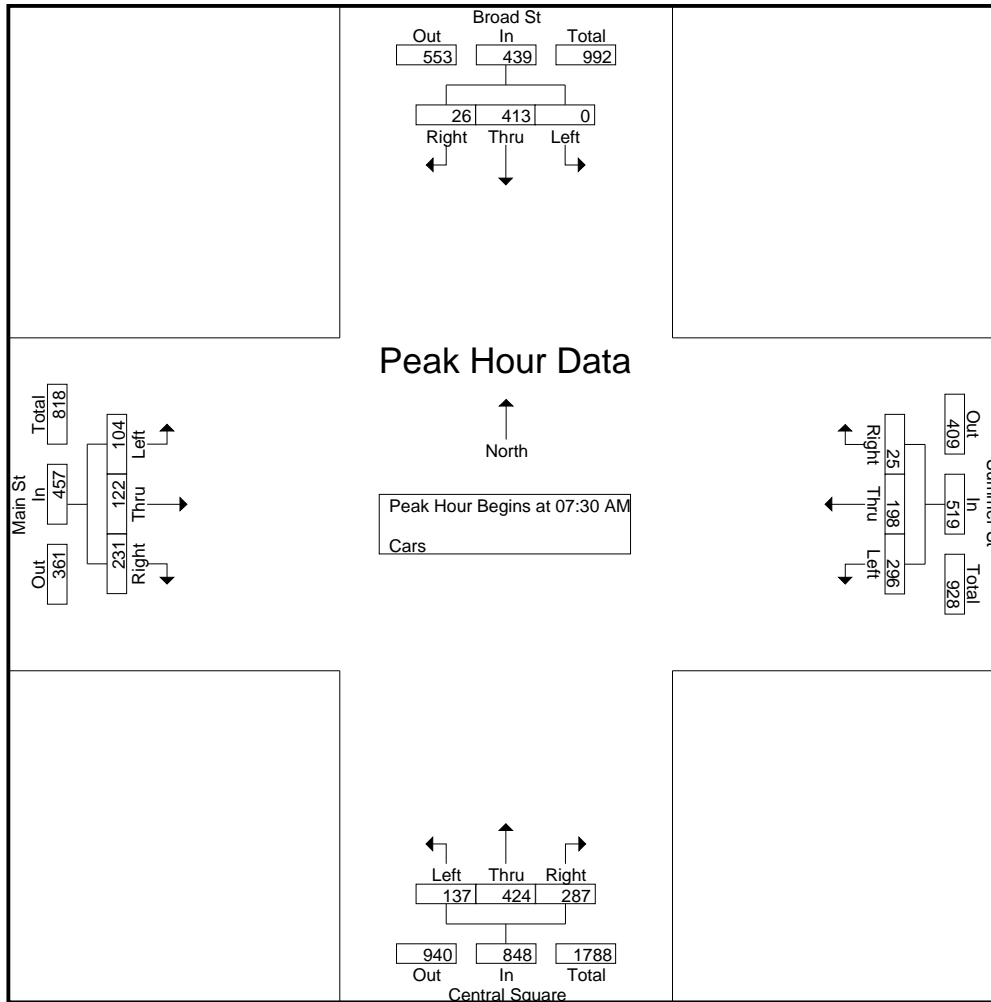 Broad St
Out In Total
553 439 992
26 413 0
Right Thru Left
Peak Hour Data
North
Peak Hour Begins at 07:30 AM
Cars
Main St
Total In Out
818 457 361
104 122 231
Left Thru Right
Out In Total
409 519 928
25 198 296
Right Thru Left
Left Thru Right
137 424 287
940 848 1788
Out In Total
Central Square